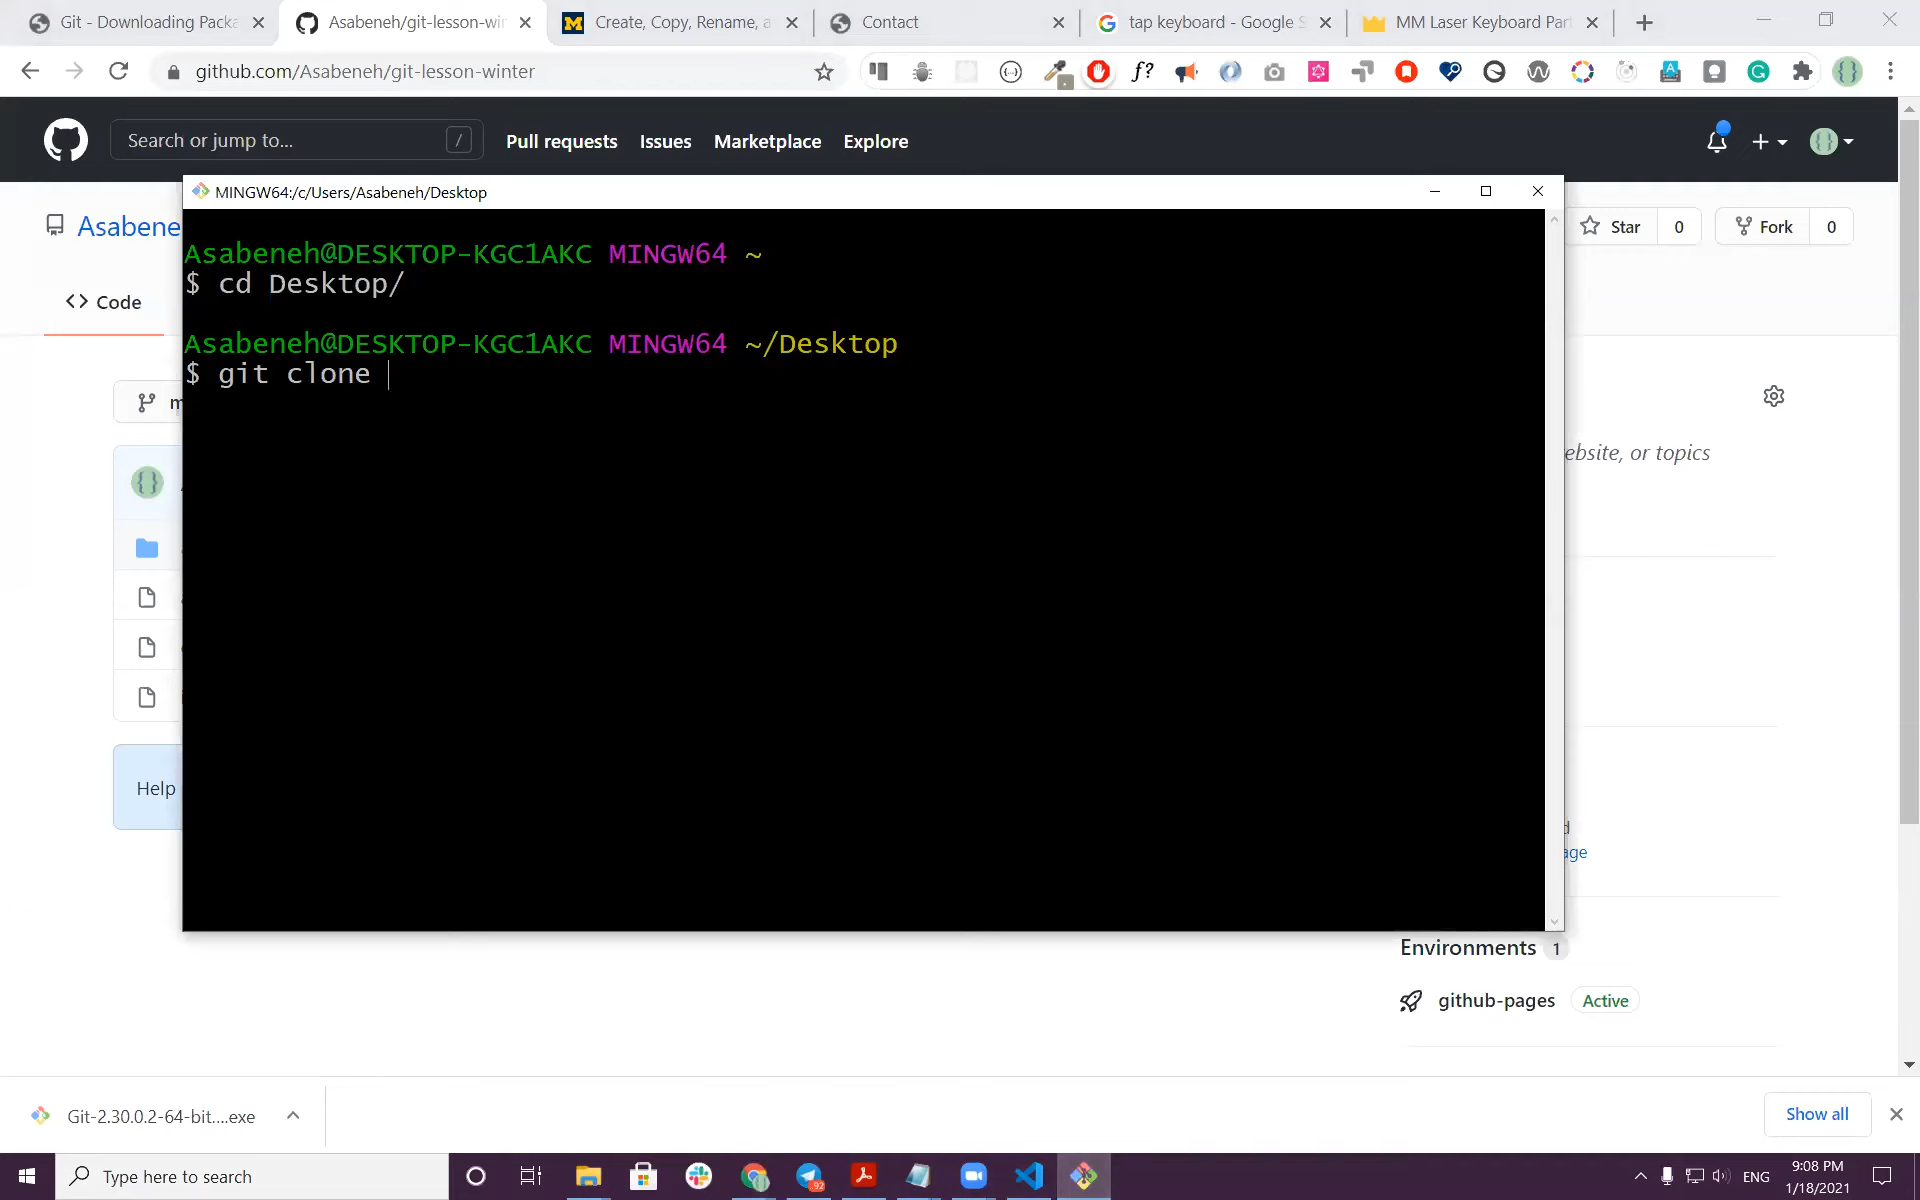 Git - Downloading Packa
Asabeneh/git-lesson-win
Create, Copy, Rename, a
Contact
tap keyboard - Google S
MM Laser Keyboard Part
github.com/Asabeneh/git-lesson-winter
Search or jump to... /
Pull requests Issues Marketplace Explore
MINGW64:/c/Users/Asabeneh/Desktop
Asabene
Star 0 Fork 0
Asabeneh@DESKTOP-KGC1AKC MINGW64 ~
$ cd Desktop/
<> Code
Asabeneh@DESKTOP-KGC1AKC MINGW64 ~/Desktop
$ git clone
ebsite, or topics
Help
age
Environments 1
github-pages Active
Git-2.30.0.2-64-bit....exe
Show all
Type here to search
92
ENG
9:08 PM
1/18/2021